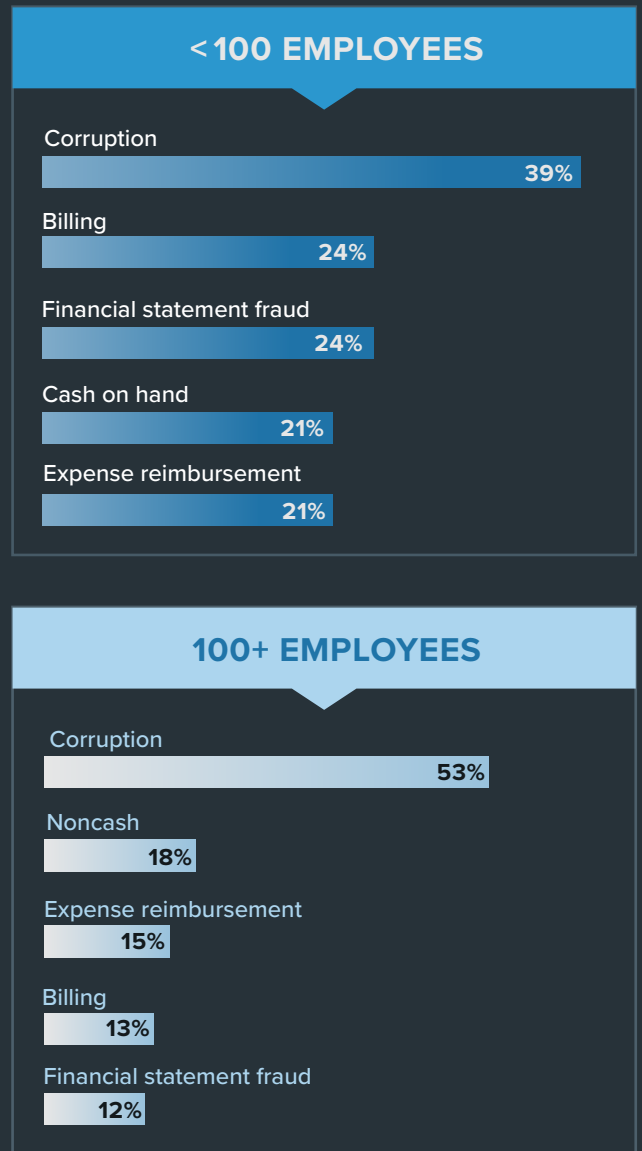 <100 EMPLOYEES
Corruption
39%
Billing
24%
Financial statement fraud
24%
Cash on hand
21%
Expense reimbursement
21%
100+ EMPLOYEES
Corruption
53%
Noncash
18%
Expense reimbursement
15%
Billing
13%
Financial statement fraud
12%